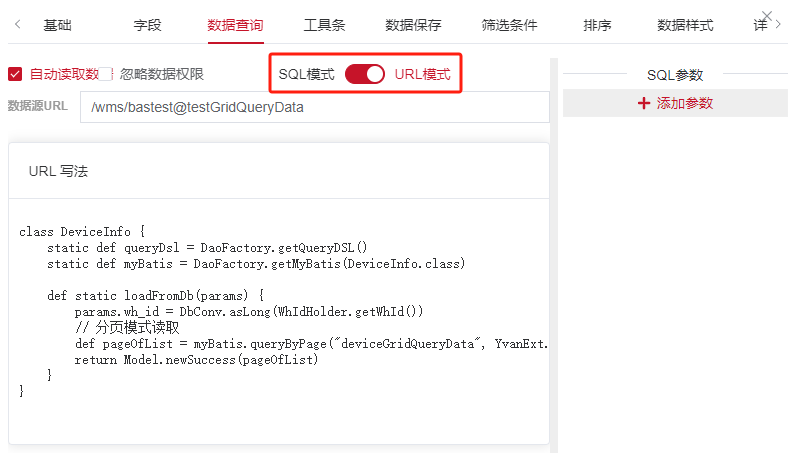 基础 字段 数据查询 工具条 数据保存 筛选条件 排序 数据样式 详
自动读取数 忽略数据权限 SQL模式 URL模式 SQL参数
数据源URL /wms/bastest@testGridQueryData 添加参数
URL 写法
class DeviceInfo {
    static def queryDsl = DaoFactory.getQueryDSL()
    static def myBatis = DaoFactory.getMyBatis(DeviceInfo.class)
    def static loadFromDb(params) {
        params.wh_id = DbConv.asLong(WhIdHolder.getWhId())
        // 分页模式读取
        def pageOfList = myBatis.queryByPage("deviceGridQueryData", YvanExt.
        return Model.newSuccess(pageOfList)
    }
}